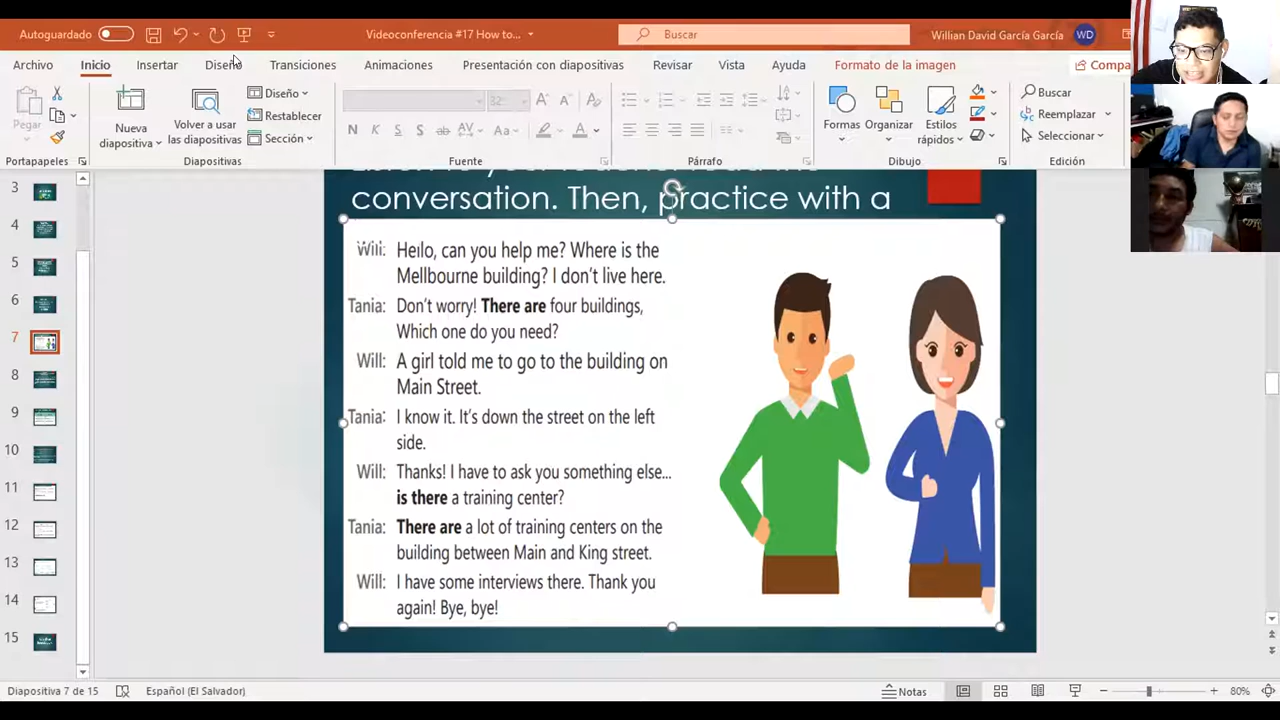 Autoguardado
Videoconferencia #17 How to...
Buscar
Willian David García García
WD
Archivo
Inicio
Insertar
Diseño
Transiciones
Animaciones
Presentación con diapositivas
Revisar
Vista
Ayuda
Formato de la imagen
Compa
Pegar
Nueva
diapositiva
Volver a usar
las diapositivas
Diseño
Restablecer
Sección
32
N K S ab AV Aa A
Formas
Organizar
Estilos
rápidos
Buscar
Reemplazar
Seleccionar
Portapapeles
Diapositivas
Fuente
Párrafo
Dibujo
Edición
3
4
5
6
7
8
9
10
11
12
13
14
15
conversation. Then, practice with a
Will: Hello, can you help me? Where is the
Mellbourne building? I don't live here.
Tania: Don't worry! There are four buildings,
Which one do you need?
Will: A girl told me to go to the building on
Main Street.
Tania: I know it. It's down the street on the left
side.
Will: Thanks! I have to ask you something else...
is there a training center?
Tania: There are a lot of training centers on the
building between Main and King street.
Will: I have some interviews there. Thank you
again! Bye, bye!
Diapositiva 7 de 15
Español (El Salvador)
Notas
80%